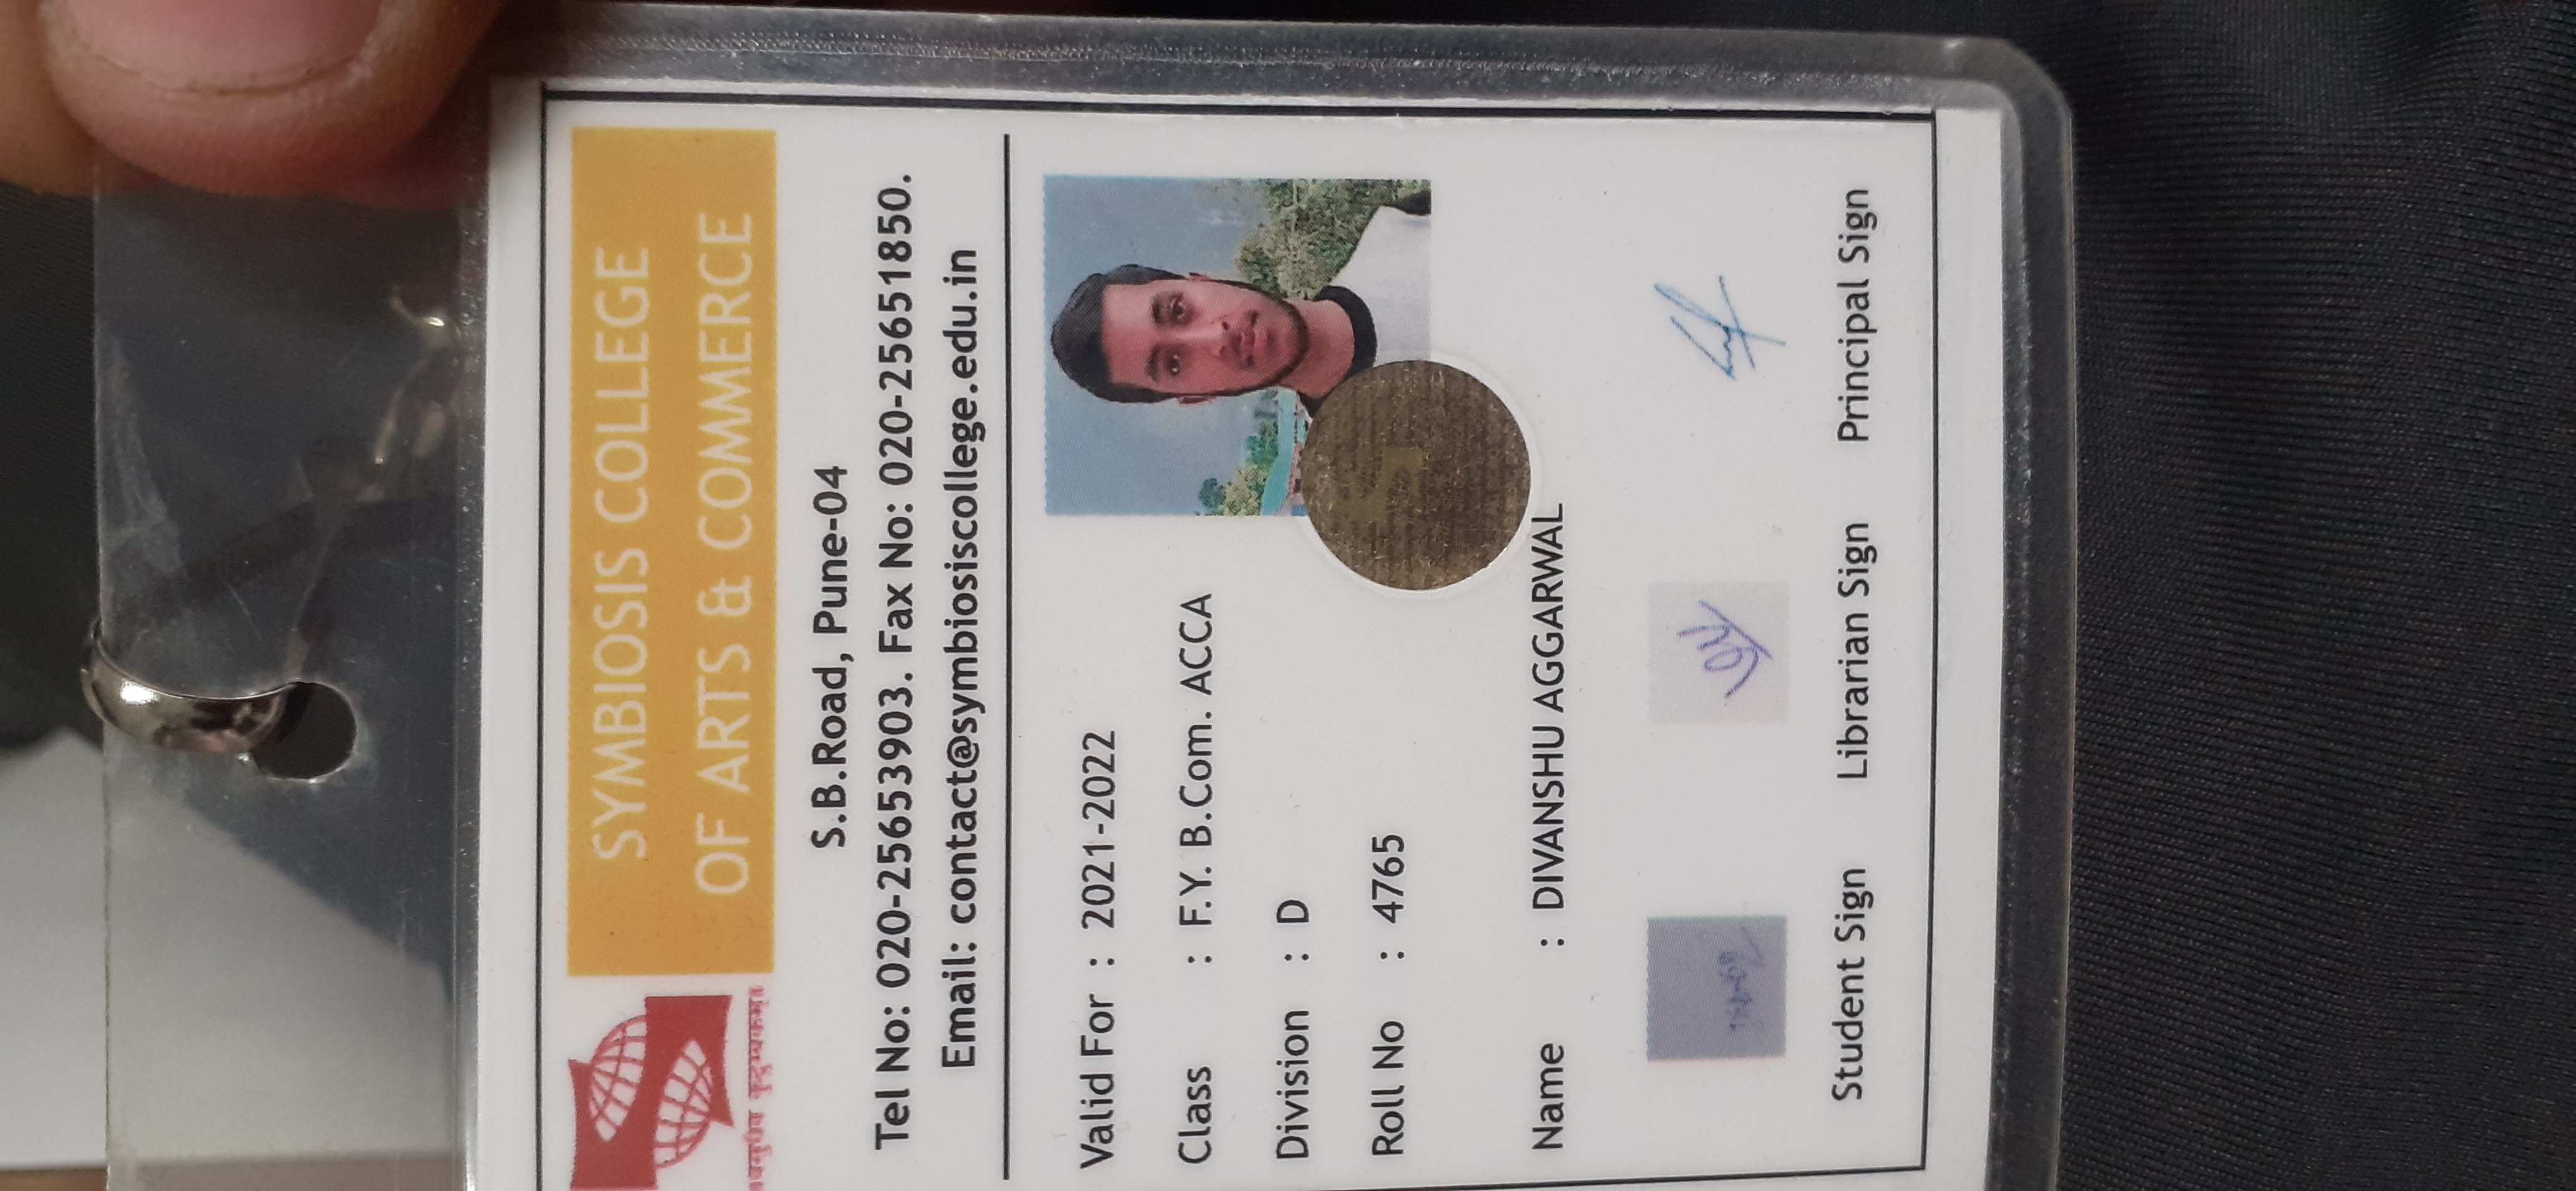 SYMBIOSIS COLLEGE
OF ARTS & COMMERCE
॥वसुधैव कुटुम्बकम्॥
S.B.Road, Pune-04
Tel No: 020-25653903. Fax No: 020-25651850.
Email: contact@symbiosiscollege.edu.in
Valid For : 2021-2022
Class : F.Y. B.Com. ACCA
Division : D
Roll No : 4765
Name : DIVANSHU AGGARWAL
Student Sign Librarian Sign Principal Sign